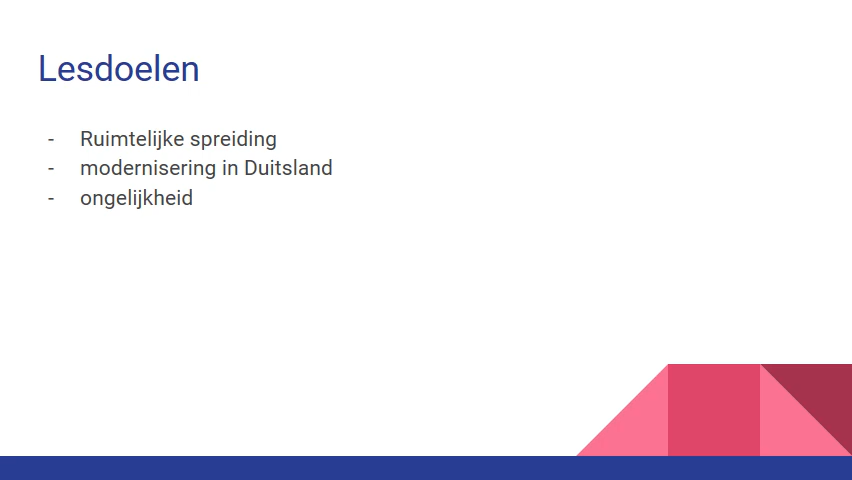 Lesdoelen
- Ruimtelijke spreiding
- modernisering in Duitsland
- ongelijkheid